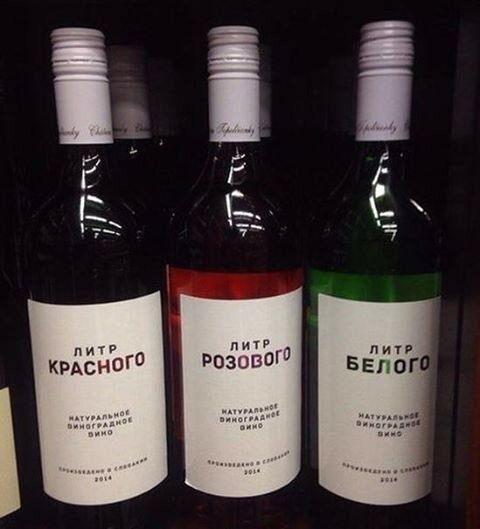 Topoľčianky
ЛИТР
КРАСНОГО
НАТУРАЛЬНОЕ
ВИНОГРАДНОЕ
ВИНО
ПРОИЗВЕДЕНО В СЛОВАКИИ
2014
ЛИТР
РОЗОВОГО
НАТУРАЛЬНОЕ
ВИНОГРАДНОЕ
ВИНО
ПРОИЗВЕДЕНО В СЛОВАКИИ
2014
ЛИТР
БЕЛОГО
НАТУРАЛЬНОЕ
ВИНОГРАДНОЕ
ВИНО
ПРОИЗВЕДЕНО В СЛОВАКИИ
2014